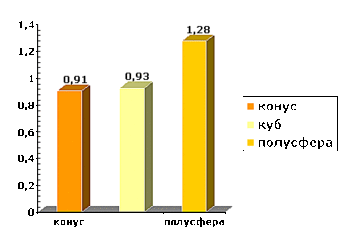 1,4
1,2
1
0,8
0,6
0,4
0,2
0
0,91
0,93
1,28
конус
полусфера
конус
куб
полусфера